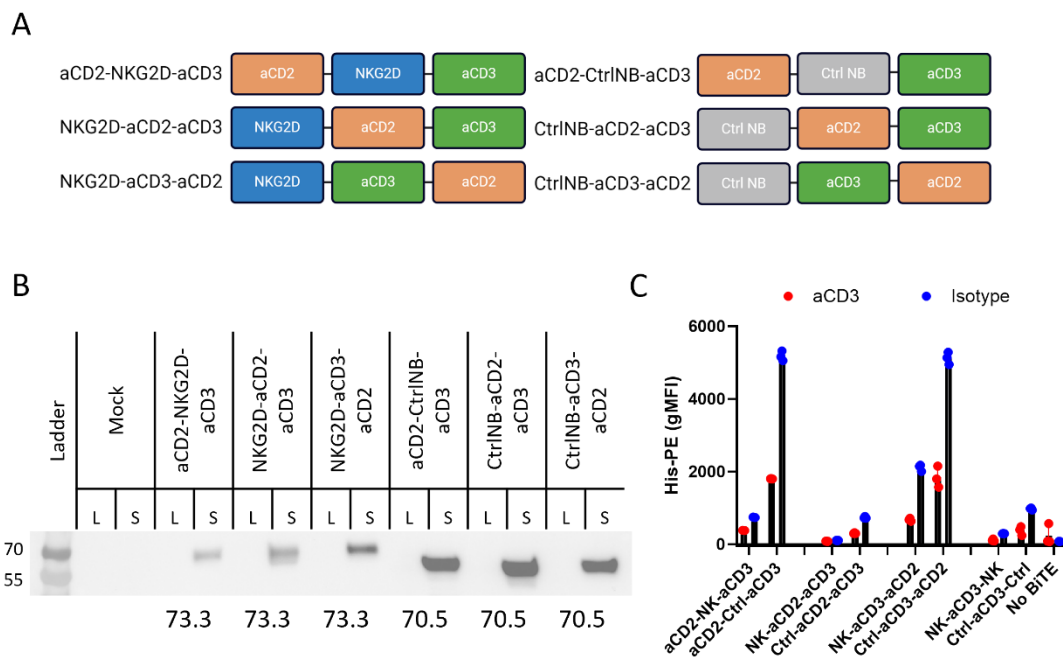 A
aCD2-NKG2D-aCD3 aCD2 NKG2D aCD3 aCD2-CtrlNB-aCD3 aCD2 Ctrl NB aCD3
NKG2D-aCD2-aCD3 NKG2D aCD2 aCD3 CtrlNB-aCD2-aCD3 Ctrl NB aCD2 aCD3
NKG2D-aCD3-aCD2 NKG2D aCD3 aCD2 CtrlNB-aCD3-aCD2 Ctrl NB aCD3 aCD2
B
Ladder
Mock
aCD2-NKG2D-
aCD3
NKG2D-aCD2-
aCD3
NKG2D-aCD3-
aCD2
aCD2-CtrlNB-
aCD3
CtrlNB-aCD2-
aCD3
CtrlNB-aCD3-
aCD2
L S L S L S L S L S L S L S
70
55
73.3 73.3 73.3 70.5 70.5 70.5
C
aCD3 Isotype
His-PE (gMFI)
6000
4000
2000
0
aCD2-NK-aCD3
aCD2-Ctrl-aCD3
NK-aCD2-aCD3
Ctrl-aCD2-aCD3
NK-aCD3-aCD2
Ctrl-aCD3-aCD2
NK-aCD3-NK
Ctrl-aCD3-Ctrl
No BiTE